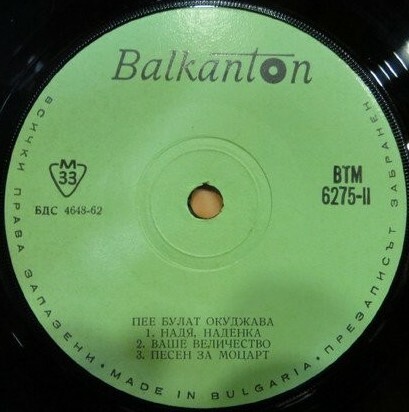 Balkanton
M
33
БДС 4648-62
ВТМ
6275-II
ПЕЕ БУЛАТ ОКУДЖАВА
1. НАДЯ, НАДЕНКА
2. ВАШЕ ВЕЛИЧЕСТВО
3. ПЕСЕН ЗА МОЦАРТ
ВСИЧКИ ПРАВА ЗАПАЗЕНИ • MADE IN BULGARIA • ПРЕЗАПИСЪТ ЗАБРАНЕН